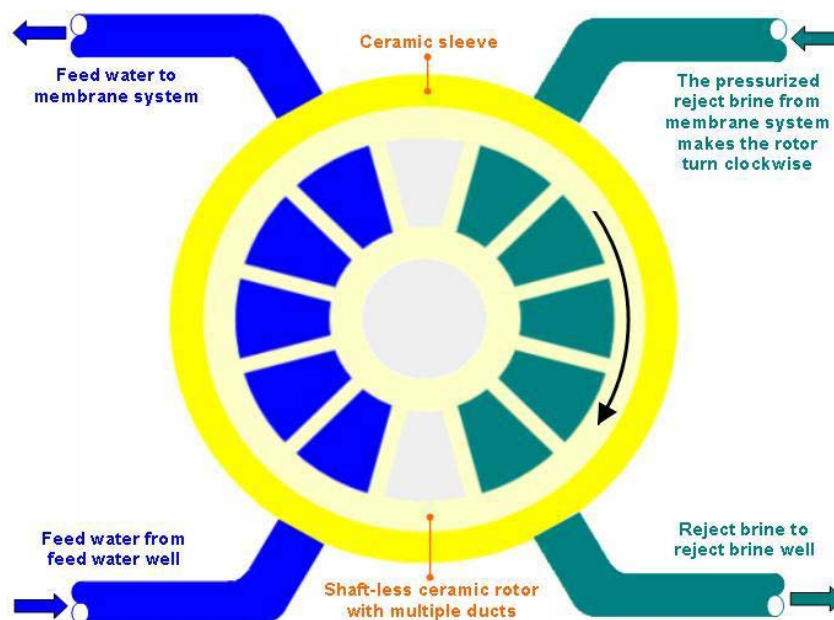 Feed water to
membrane system
Ceramic sleeve
The pressurized
reject brine from
membrane system
makes the rotor
turn clockwise
Feed water from
feed water well
Shaft-less ceramic rotor
with multiple ducts
Reject brine to
reject brine well